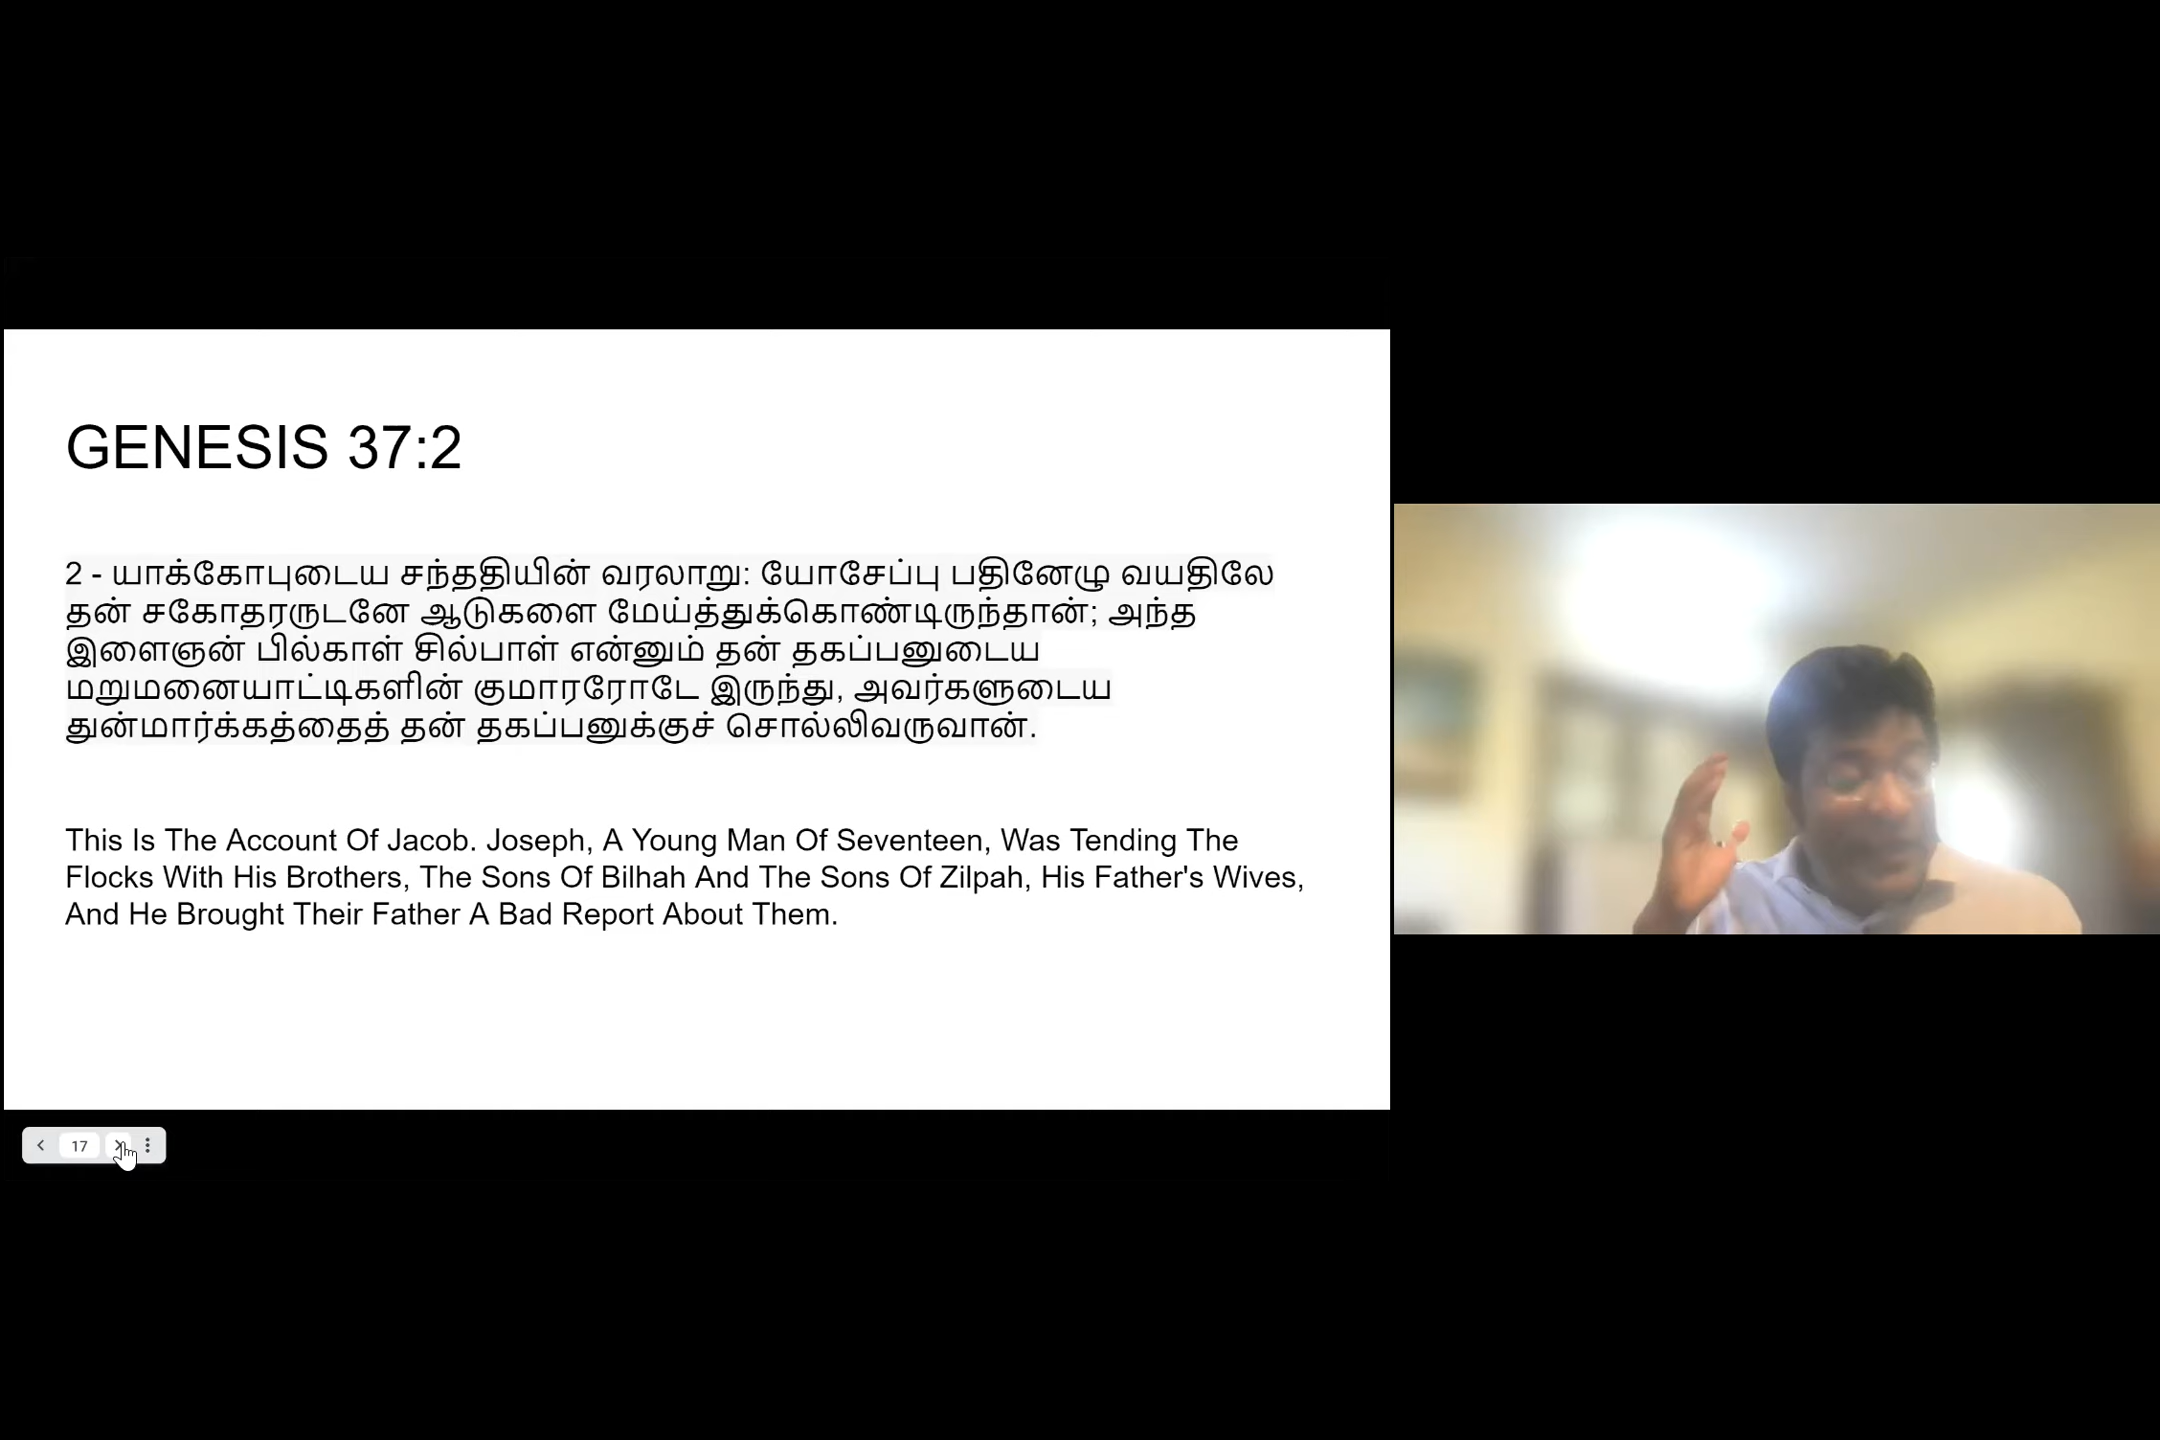 GENESIS 37:2
2 - யாக்கோபுடைய சந்ததியின் வரலாறு: யோசேப்பு பதினேழு வயதிலே
தன் சகோதரருடனே ஆடுகளை மேய்த்துக்கொண்டிருந்தான்; அந்த
இளைஞன் பில்காள் சில்பாள் என்னும் தன் தகப்பனுடைய
மறுமனையாட்டிகளின் குமாரரோடே இருந்து, அவர்களுடைய
துன்மார்க்கத்தைத் தன் தகப்பனுக்குச் சொல்லிவருவான்.
This Is The Account Of Jacob. Joseph, A Young Man Of Seventeen, Was Tending The
Flocks With His Brothers, The Sons Of Bilhah And The Sons Of Zilpah, His Father's Wives,
And He Brought Their Father A Bad Report About Them.
17